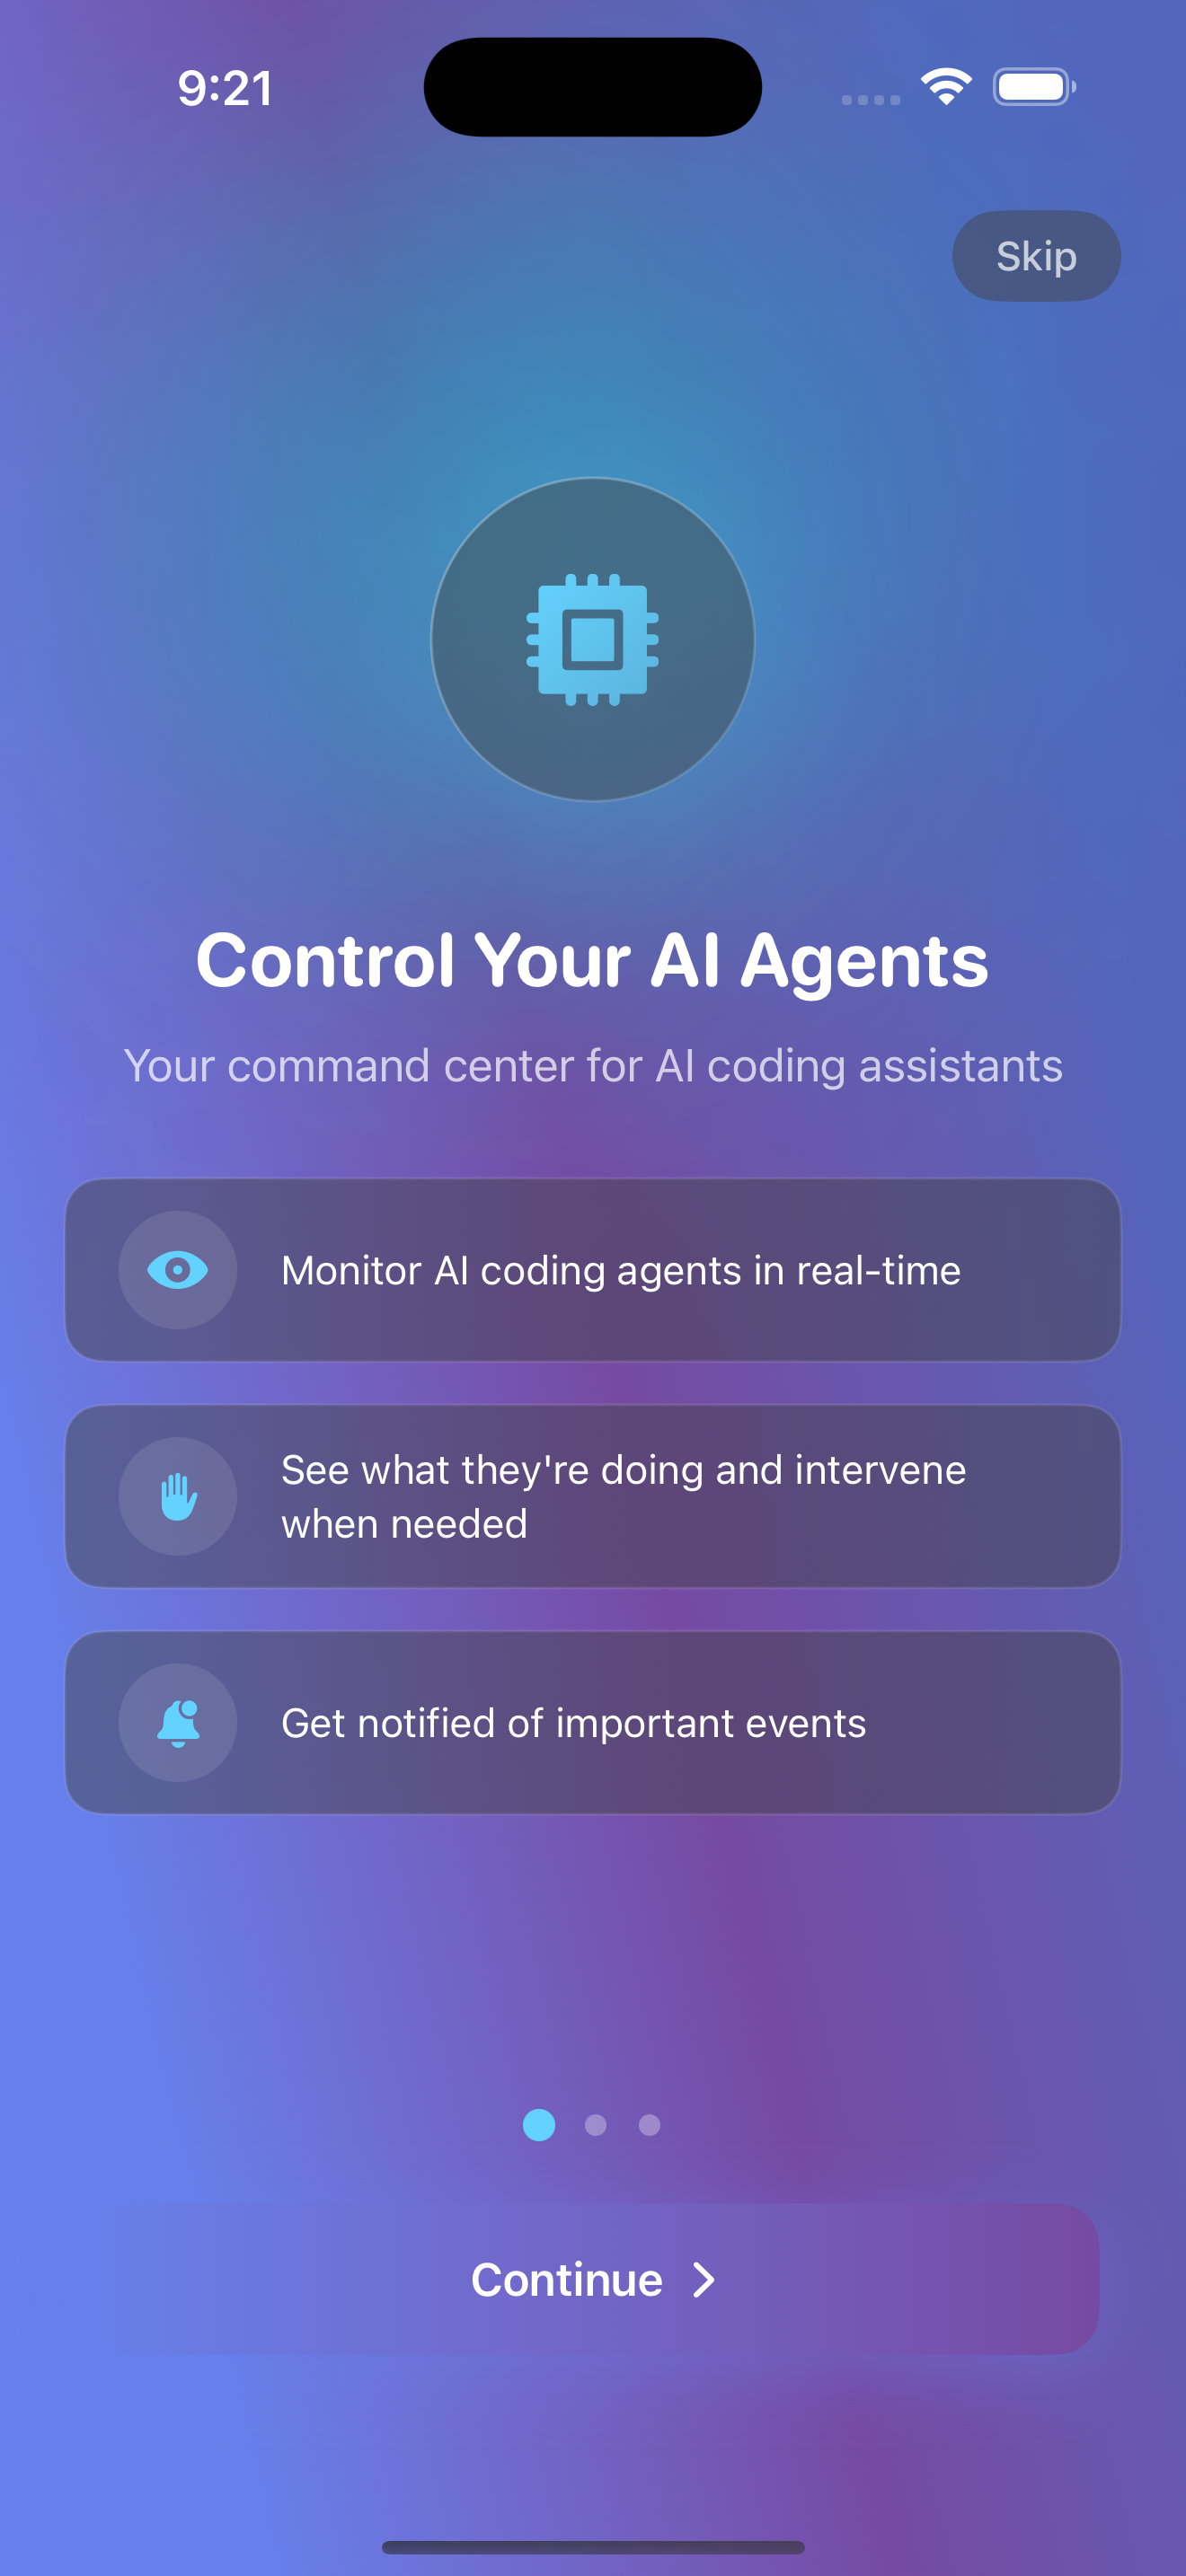 9:21
Skip
Control Your AI Agents
Your command center for AI coding assistants
Monitor AI coding agents in real-time
See what they're doing and intervene
when needed
Get notified of important events
Continue